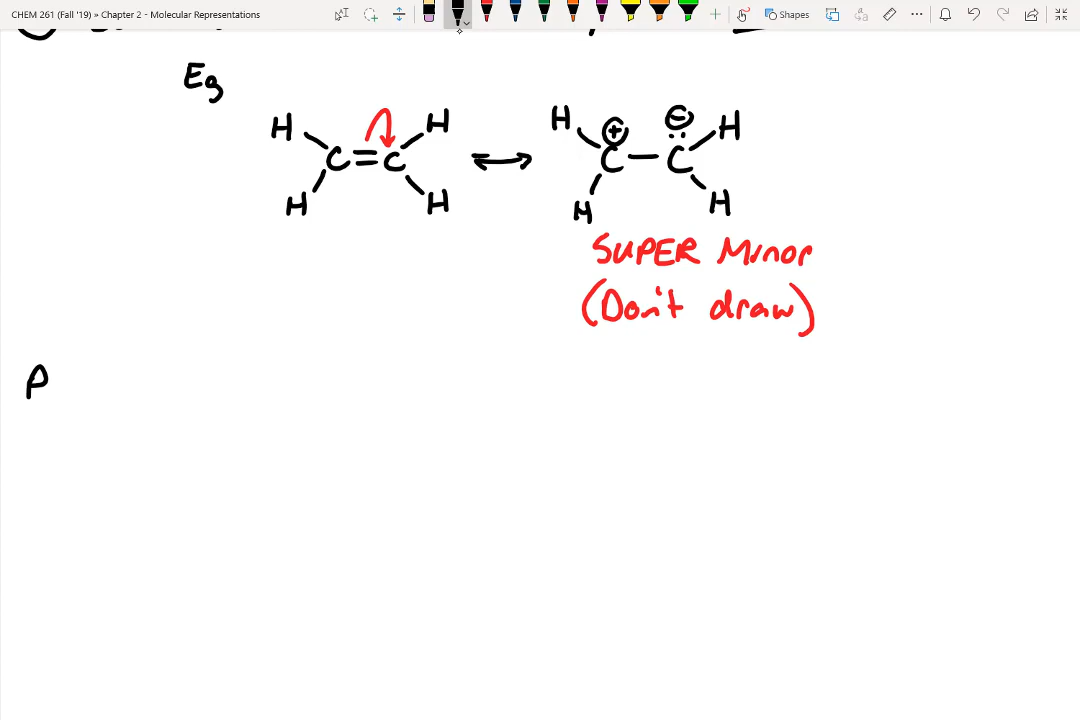 CHEM 261 (Fall '19) » Chapter 2 - Molecular Representations
Shapes
Eg
H H H ⊕ ⊖ H
C=C ↔ C–C
H H H H
SUPER Minor
(Don't draw)
P